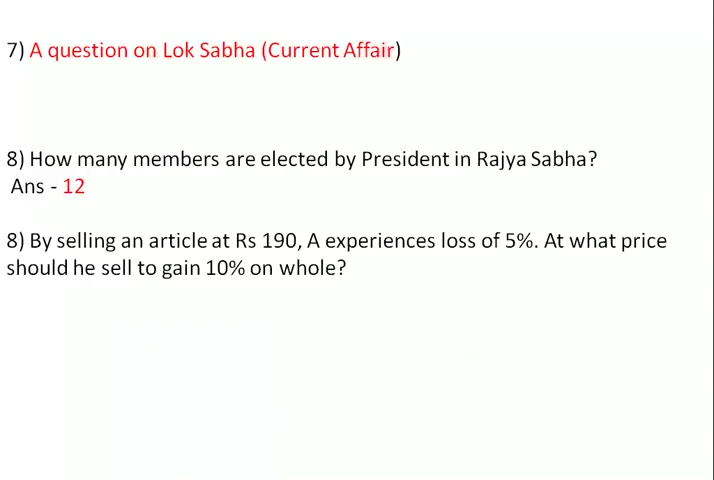 7) A question on Lok Sabha (Current Affair)
8) How many members are elected by President in Rajya Sabha?
Ans - 12
8) By selling an article at Rs 190, A experiences loss of 5%. At what price
should he sell to gain 10% on whole?